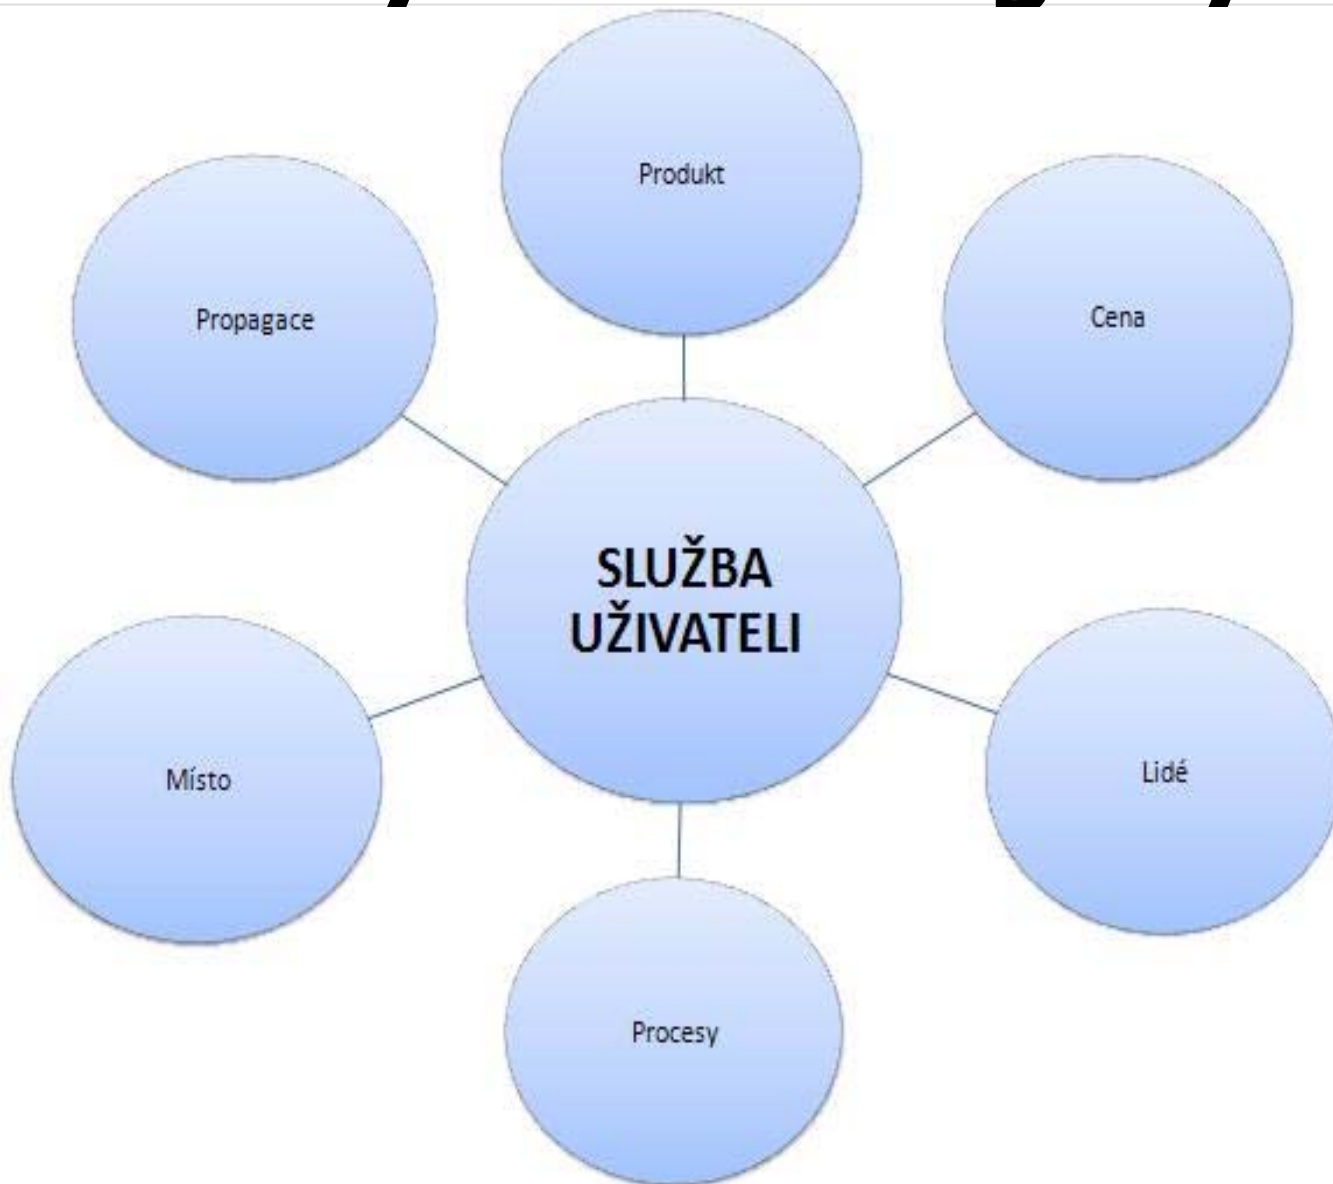 Produkt
Propagace
Cena
SLUŽBA
UŽIVATELI
Místo
Lidé
Procesy